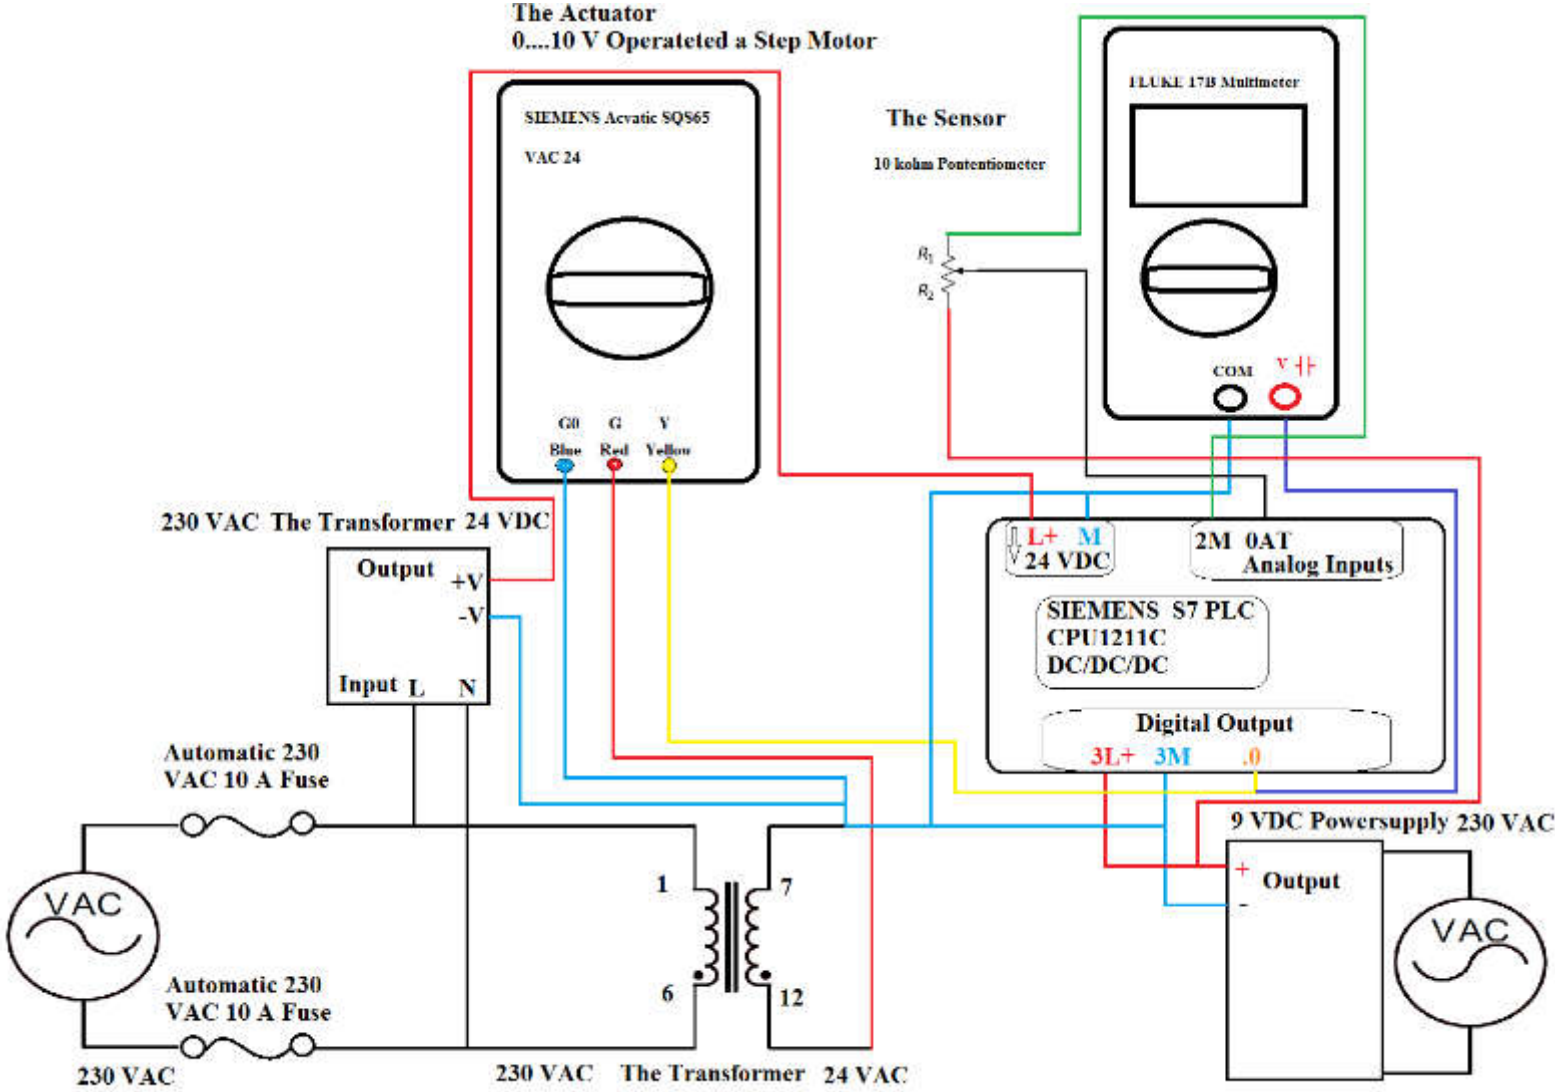 The Actuator
0....10 V Operateted a Step Motor
SIEMENS Acvatic SQS65
VAC 24
G0 G Y
Blue Red Yellow
The Sensor
10 kohm Pontentiometer
R1
R2
FLUKE 17B Multimeter
COM V
230 VAC The Transformer 24 VDC
Output
+V
-V
Input L N
L+ M
24 VDC
2M 0AT
Analog Inputs
SIEMENS S7 PLC
CPU1211C
DC/DC/DC
Digital Output
3L+ 3M .0
Automatic 230
VAC 10 A Fuse
VAC
Automatic 230
VAC 10 A Fuse
230 VAC
1
6
7
12
230 VAC The Transformer 24 VAC
9 VDC Powersupply 230 VAC
+
-
Output
VAC